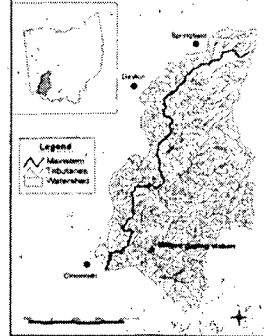 Springfield
Dayton
Legend
Mainstem
Tributaries
Watershed
Cincinnati